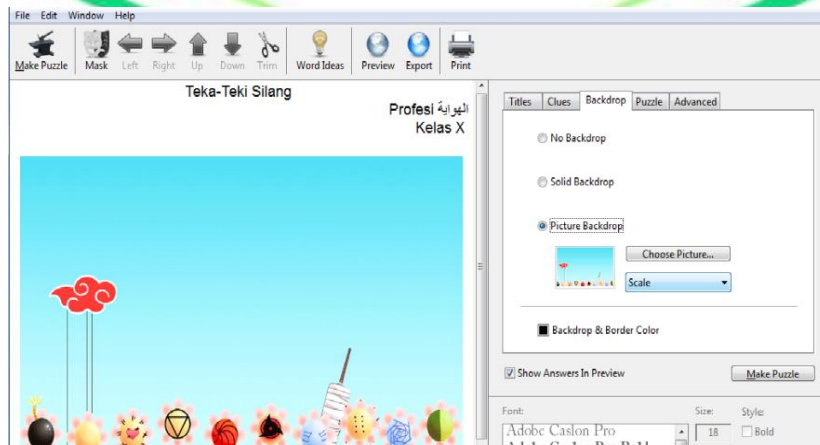 File Edit Window Help
Make Puzzle Mask Left Right Up Down Trim Word Ideas Preview Export Print
Teka-Teki Silang
Profesi الهواية
Kelas X
Titles Clues Backdrop Puzzle Advanced
No Backdrop
Solid Backdrop
Picture Backdrop
Choose Picture...
Scale
Backdrop & Border Color
Show Answers In Preview
Make Puzzle
Font: Size: Style:
Adobe Caslon Pro 18 Bold